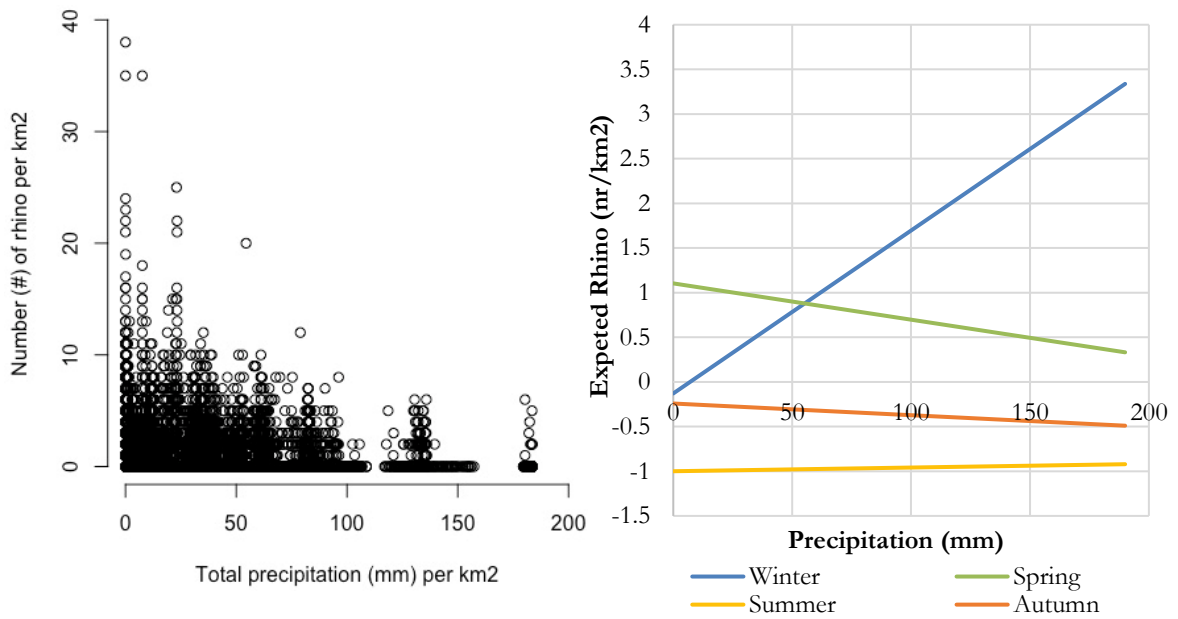 40
30
20
10
0
Number (#) of rhino per km2
0 50 100 150 200
Total precipitation (mm) per km2
4
3.5
3
2.5
2
1.5
1
0.5
0
-0.5
-1
-1.5
Expeted Rhino (nr/km2)
0 50 100 150 200
Precipitation (mm)
Winter Spring
Summer Autumn